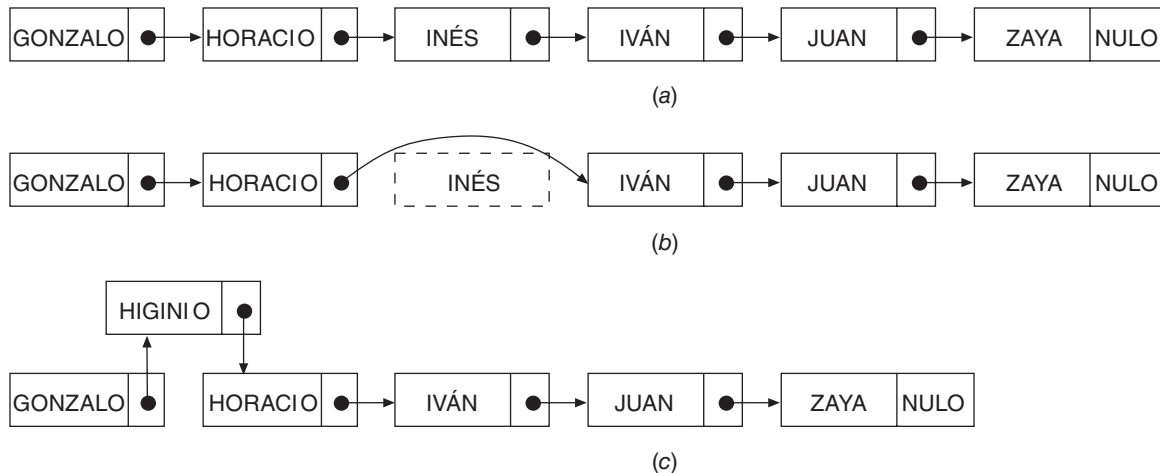 GONZALO HORACIO INÉS IVÁN JUAN ZAYA NULO
(a)
GONZALO HORACIO INÉS IVÁN JUAN ZAYA NULO
(b)
HIGINIO
GONZALO HORACIO IVÁN JUAN ZAYA NULO
(c)